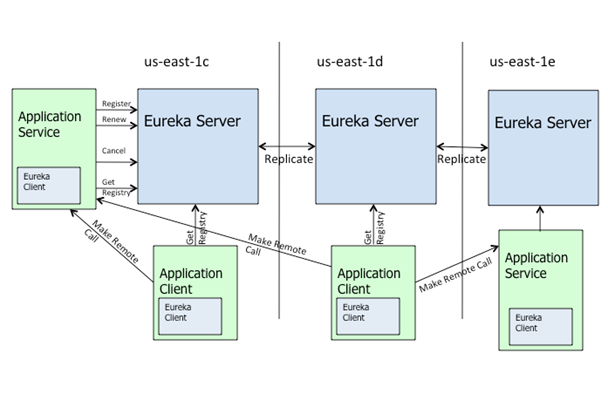 us-east-1c
us-east-1d
us-east-1e
Application
Service
Eureka
Client
Register
Renew
Cancel
Get
Registry
Eureka Server
Replicate
Eureka Server
Replicate
Eureka Server
Make Remote
Call
Get
Registry
Make Remote
Call
Get
Registry
Make Remote Call
Application
Client
Eureka
Client
Application
Client
Eureka
Client
Application
Service
Eureka
Client